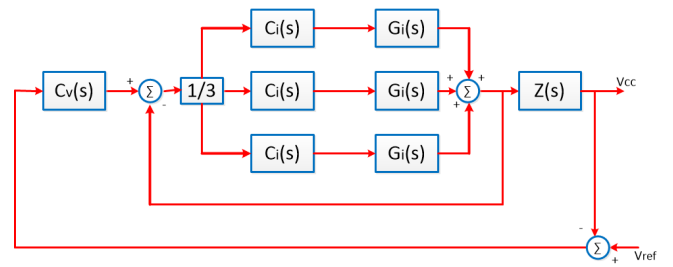 Ci(s) Gi(s)
+ + + Vcc
Cv(s) Σ 1/3 Ci(s) Gi(s) Σ Z(s)
- +
Ci(s) Gi(s)
-
Σ
+ Vref